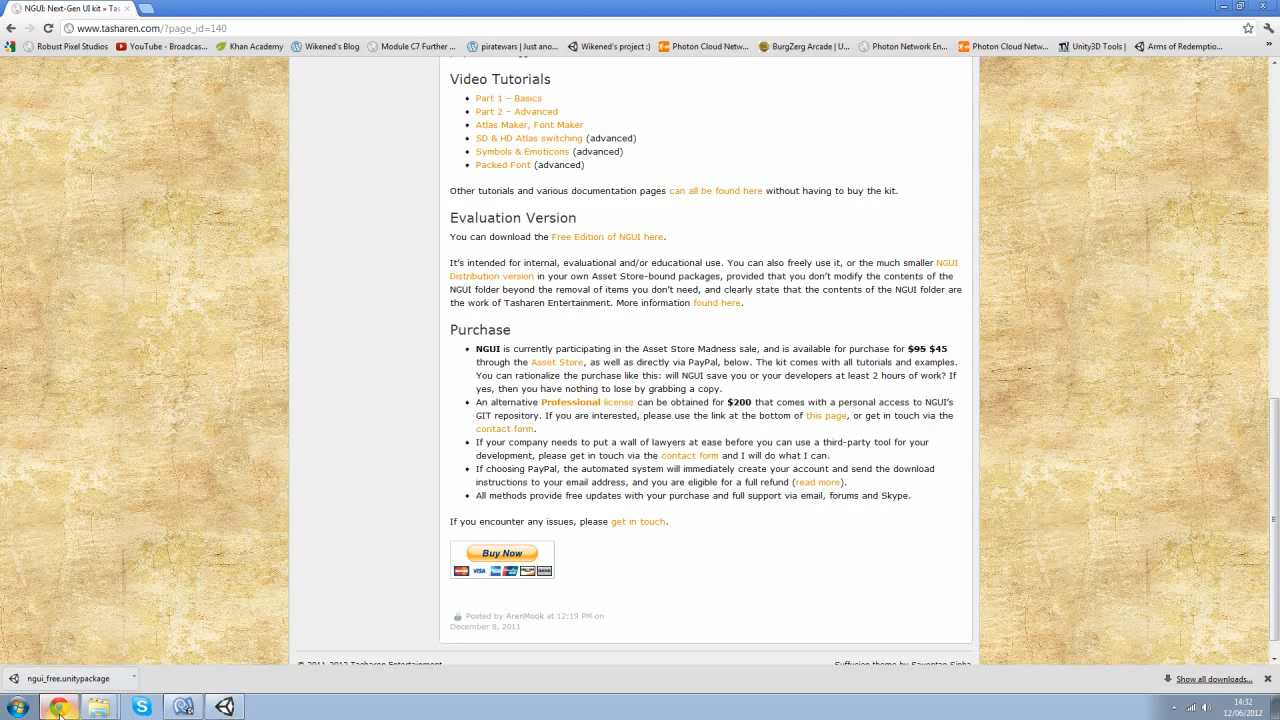 NGUI: Next-Gen UI kit » Tas
www.tasharen.com/?page_id=140
Robust Pixel Studios
YouTube - Broadcas...
Khan Academy
Wikened's Blog
Module C7 Further ...
piratewars | Just ano...
Wikened's project :)
Photon Cloud Netw...
BurgZerg Arcade | U...
Photon Network En...
Photon Cloud Netw...
Unity3D Tools |
Arms of Redemptio...
Video Tutorials
Part 1 – Basics
Part 2 – Advanced
Atlas Maker, Font Maker
SD & HD Atlas switching (advanced)
Symbols & Emoticons (advanced)
Packed Font (advanced)
Other tutorials and various documentation pages can all be found here without having to buy the kit.
Evaluation Version
You can download the Free Edition of NGUI here.
It's intended for internal, evaluational and/or educational use. You can also freely use it, or the much smaller NGUI
Distribution version in your own Asset Store-bound packages, provided that you don't modify the contents of the
NGUI folder beyond the removal of items you don't need, and clearly state that the contents of the NGUI folder are
the work of Tasharen Entertainment. More information found here.
Purchase
NGUI is currently participating in the Asset Store Madness sale, and is available for purchase for $95 $45
through the Asset Store, as well as directly via PayPal, below. The kit comes with all tutorials and examples.
You can rationalize the purchase like this: will NGUI save you or your developers at least 2 hours of work? If
yes, then you have nothing to lose by grabbing a copy.
An alternative Professional license can be obtained for $200 that comes with a personal access to NGUI's
GIT repository. If you are interested, please use the link at the bottom of this page, or get in touch via the
contact form.
If your company needs to put a wall of lawyers at ease before you can use a third-party tool for your
development, please get in touch via the contact form and I will do what I can.
If choosing PayPal, the automated system will immediately create your account and send the download
instructions to your email address, and you are eligible for a full refund (read more).
All methods provide free updates with your purchase and full support via email, forums and Skype.
If you encounter any issues, please get in touch.
Buy Now
VISA
Posted by ArenMook at 12:19 PM on
December 8, 2011
© 2011-2012 Tasharen Entertainment
Suffusion theme by Sayontan Sinha
ngui_free.unitypackage
Show all downloads...
14:32
12/06/2012